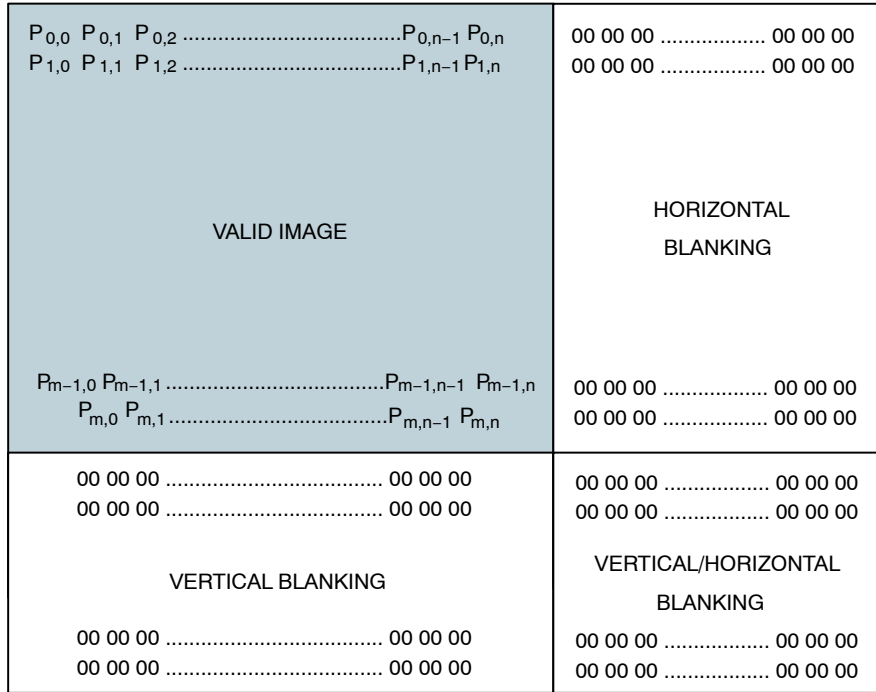 P0,0 P0,1 P0,2 ......................................P0,n−1 P0,n
P1,0 P1,1 P1,2 ......................................P1,n−1 P1,n
VALID IMAGE
Pm−1,0 Pm−1,1 ......................................Pm−1,n−1 Pm−1,n
Pm,0 Pm,1 ......................................Pm,n−1 Pm,n
00 00 00 .................. 00 00 00
00 00 00 .................. 00 00 00
HORIZONTAL
BLANKING
00 00 00 .................. 00 00 00
00 00 00 .................. 00 00 00
00 00 00 ..................................... 00 00 00
00 00 00 ..................................... 00 00 00
VERTICAL BLANKING
00 00 00 ..................................... 00 00 00
00 00 00 ..................................... 00 00 00
00 00 00 .................. 00 00 00
00 00 00 .................. 00 00 00
VERTICAL/HORIZONTAL
BLANKING
00 00 00 .................. 00 00 00
00 00 00 .................. 00 00 00